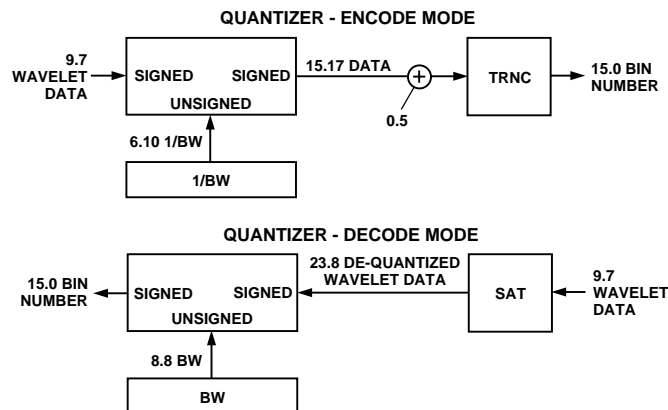 QUANTIZER - ENCODE MODE
9.7
WAVELET
DATA
SIGNED
SIGNED
UNSIGNED
15.17 DATA
0.5
TRNC
15.0 BIN
NUMBER
6.10 1/BW
1/BW
QUANTIZER - DECODE MODE
15.0 BIN
NUMBER
SIGNED
SIGNED
UNSIGNED
23.8 DE-QUANTIZED
WAVELET DATA
SAT
9.7
WAVELET
DATA
8.8 BW
BW